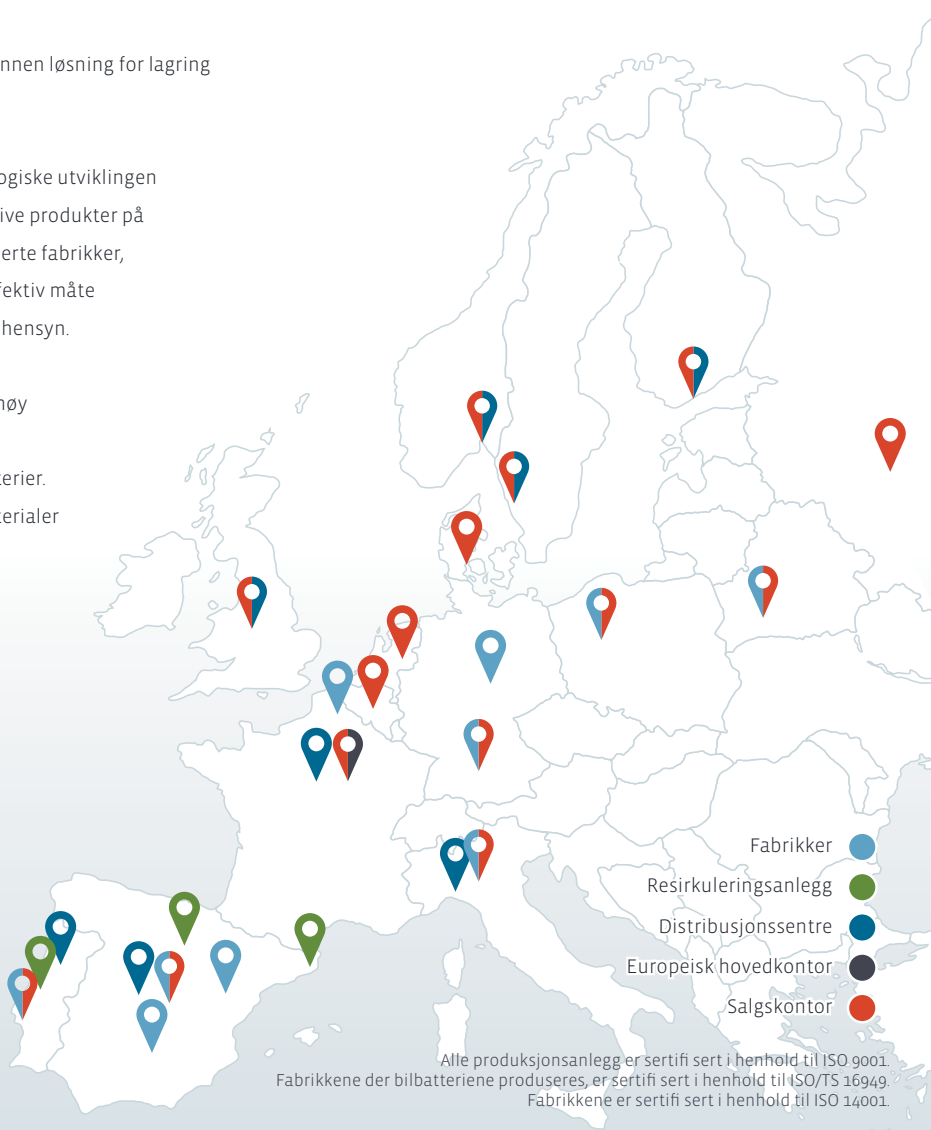 nnen løsning for lagring
ogiske utviklingen
ive produkter på
erte fabrikker,
fektiv måte
hensyn.
høy
terier.
terialer
Fabrikker
Resirkuleringsanlegg
Distribusjonssentre
Europeisk hovedkontor
Salgskontor
Alle produksjonsanlegg er sertifi sert i henhold til ISO 9001.
Fabrikkene der bilbatteriene produseres, er sertifi sert i henhold til ISO/TS 16949.
Fabrikkene er sertifi sert i henhold til ISO 14001.